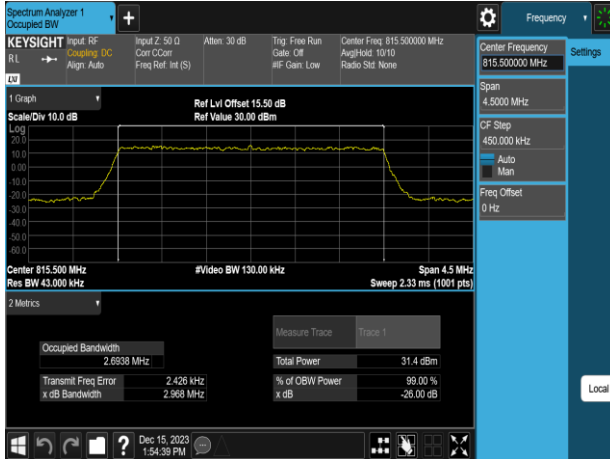 Spectrum Analyzer 1
Occupied BW
+
Frequency
KEYSIGHT
RL
LXI
Input: RF
Coupling: DC
Align: Auto
Input Z: 50 Ω
Corr CCorr
Freq Ref: Int (S)
Atten: 30 dB
Trig: Free Run
Gate: Off
#IF Gain: Low
Center Freq: 815.500000 MHz
Avg|Hold: 10/10
Radio Std: None
Center Frequency
815.500000 MHz
Settings
Span
4.5000 MHz
CF Step
450.000 kHz
Auto
Man
Freq Offset
0 Hz
Local
1 Graph
Scale/Div 10.0 dB
Ref Lvl Offset 15.50 dB
Ref Value 30.00 dBm
Log
20.0
10.0
0.00
-10.0
-20.0
-30.0
-40.0
-50.0
-60.0
Center 815.500 MHz
Res BW 43.000 kHz
#Video BW 130.00 kHz
Span 4.5 MHz
Sweep 2.33 ms (1001 pts)
2 Metrics
Measure Trace
Trace 1
Occupied Bandwidth
2.6938 MHz
Total Power
31.4 dBm
Transmit Freq Error
2.426 kHz
% of OBW Power
99.00 %
x dB Bandwidth
2.968 MHz
x dB
-26.00 dB
?
Dec 15, 2023
1:54:39 PM